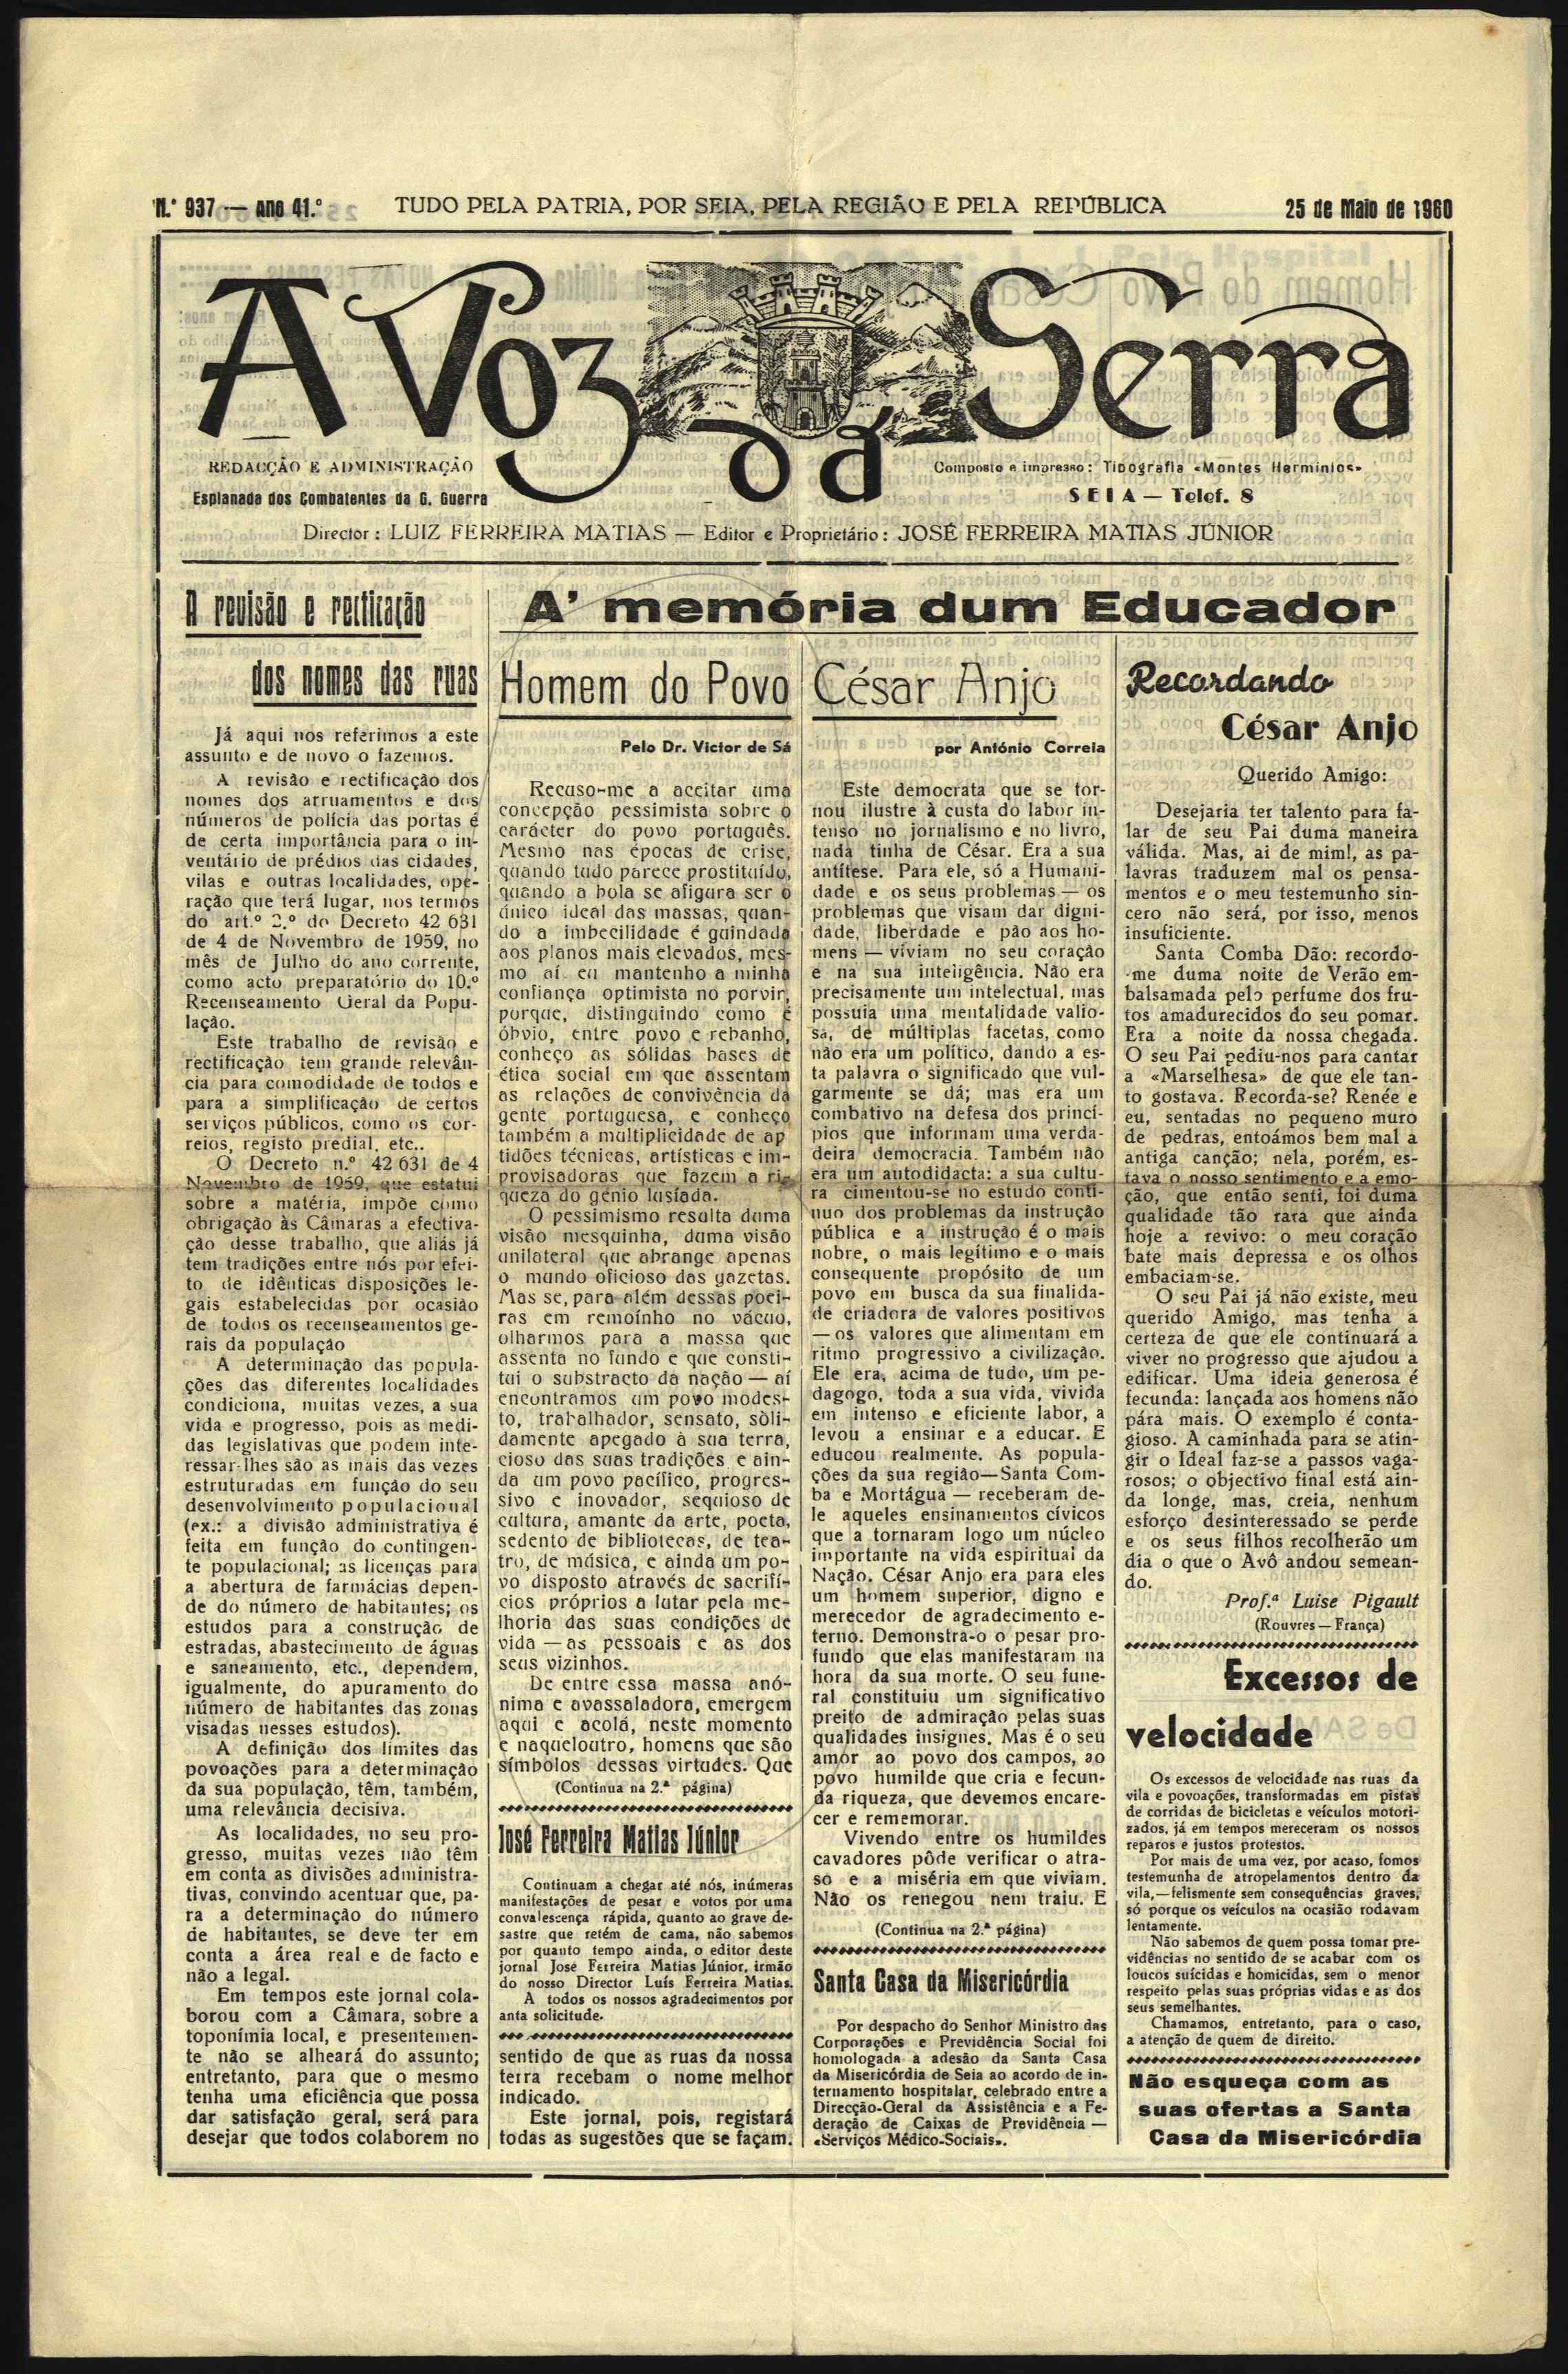 N.º 937 — Ano 41.º
TUDO PELA PATRIA, POR SEIA, PELA REGIÃO E PELA REPÚBLICA
25 de Maio de 1960
A Voz da Serra
REDACÇÃO E ADMINISTRAÇÃO
Esplanada dos Combatentes da G. Guerra
Composto e impresso: Tipografia «Montes Herminios»
SEIA — Telef. 8
Director: LUIZ FERREIRA MATIAS — Editor e Proprietário: JOSÉ FERREIRA MATIAS JÚNIOR
A revisão e rectificação
dos nomes das ruas
Já aqui nos referimos a este
assunto e de novo o fazemos.
A revisão e rectificação dos
nomes dos arruamentos e dos
números de polícia das portas é
de certa importância para o in-
ventário de prédios das cidades,
vilas e outras localidades, ope-
ração que terá lugar, nos termos
do art.º 2.º do Decreto 42 631
de 4 de Novembro de 1959, no
mês de Julho do ano corrente,
como acto preparatório do 10.º
Recenseamento Geral da Popu-
lação.
Este trabalho de revisão e
rectificação tem grande relevân-
cia para comodidade de todos e
para a simplificação de certos
serviços públicos, como os cor-
reios, registo predial, etc..
O Decreto n.º 42 631 de 4
Novembro de 1959, que estatui
sobre a matéria, impõe como
obrigação às Câmaras a efectiva-
ção desse trabalho, que aliás já
tem tradições entre nós por efei-
to de idênticas disposições le-
gais estabelecidas por ocasião
de todos os recenseamentos ge-
rais da população
A determinação das popula-
ções das diferentes localidades
condiciona, muitas vezes, a sua
vida e progresso, pois as medi-
das legislativas que podem inte-
ressar-lhes são as mais das vezes
estruturadas em função do seu
desenvolvimento populacional
(ex.: a divisão administrativa é
feita em função do contingen-
te populacional; as licenças para
a abertura de farmácias depen-
de do número de habitantes; os
estudos para a construção de
estradas, abastecimento de águas
e saneamento, etc., dependem,
igualmente, do apuramento do
número de habitantes das zonas
visadas nesses estudos).
A definição dos limites das
povoações para a determinação
da sua população, têm, também,
uma relevância decisiva.
As localidades, no seu pro-
gresso, muitas vezes não têm
em conta as divisões administra-
tivas, convindo acentuar que, pa-
ra a determinação do número
de habitantes, se deve ter em
conta a área real e de facto e
não a legal.
Em tempos este jornal cola-
borou com a Câmara, sobre a
toponímia local, e presentemen-
te não se alheará do assunto;
entretanto, para que o mesmo
tenha uma eficiência que possa
dar satisfação geral, será para
desejar que todos colaborem no
A' memória dum Educador
Homem do Povo
Pelo Dr. Victor de Sá
Recuso-me a aceitar uma
concepção pessimista sobre o
carácter do povo português.
Mesmo nas épocas de crise,
quando tudo parece prostituído,
quando a bola se afigura ser o
único ideal das massas, quan-
do a imbecilidade é guindada
aos planos mais elevados, mes-
mo aí eu mantenho a minha
confiança optimista no porvir,
porque, distinguindo como é
óbvio, entre povo e rebanho,
conheço as sólidas bases de
ética social em que assentam
as relações de convivência da
gente portuguesa, e conheço
também a multiplicidade de ap
tidões técnicas, artísticas e im-
provisadoras que fazem a ri-
queza do génio lusíada.
O pessimismo resulta duma
visão mesquinha, duma visão
unilateral que abrange apenas
o mundo oficioso das gazetas.
Mas se, para além dessas poei-
ras em remoínho no vácuo,
olharmos para a massa que
assenta no fundo e que consti-
tui o substracto da nação — aí
encontramos um povo modes-
to, trabalhador, sensato, sòli-
damente apegado à sua terra,
cioso das suas tradições e ain-
da um povo pacífico, progres-
sivo e inovador, sequioso de
cultura, amante da arte, poeta,
sedento de bibliotecas, de tea-
tro, de música, e ainda um po-
vo disposto através de sacrifí-
cios próprios a lutar pela me-
lhoria das suas condições de
vida — as pessoais e as dos
seus vizinhos.
De entre essa massa anó-
nima e avassaladora, emergem
aqui e acolá, neste momento
e naqueloutro, homens que são
símbolos dessas virtudes. Que
(Continua na 2.ª página)
José Ferreira Matias Júnior
Continuam a chegar até nós, inúmeras
manifestações de pesar e votos por uma
convalescença rápida, quanto ao grave de-
sastre que retém de cama, não sabemos
por quanto tempo ainda, o editor deste
jornal José Ferreira Matias Júnior, irmão
do nosso Director Luís Ferreira Matias.
A todos os nossos agradecimentos por
anta solicitude.
sentido de que as ruas da nossa
terra recebam o nome melhor
indicado.
Este jornal, pois, registará
todas as sugestões que se façam.
César Anjo
por António Correia
Este democrata que se tor-
nou ilustre à custa do labor in-
tenso no jornalismo e no livro,
nada tinha de César. Era a sua
antítese. Para ele, só a Humani-
dade e os seus problemas — os
problemas que visam dar digni-
dade, liberdade e pão aos ho-
mens — viviam no seu coração
e na sua inteligência. Não era
precisamente um intelectual, mas
possuía uma mentalidade valio-
sa, de múltiplas facetas, como
não era um político, dando a es-
ta palavra o significado que vul-
garmente se dá; mas era um
combativo na defesa dos princí-
pios que informam uma verda-
deira democracia. Também não
era um autodidacta: a sua cultu-
ra cimentou-se no estudo contí-
nuo dos problemas da instrução
pública e a instrução é o mais
nobre, o mais legítimo e o mais
consequente propósito de um
povo em busca da sua finalida-
de criadora de valores positivos
— os valores que alimentam em
ritmo progressivo a civilização.
Ele era, acima de tudo, um pe-
dagogo, toda a sua vida, vivida
em intenso e eficiente labor, a
levou a ensinar e a educar. E
educou realmente. As popula-
ções da sua região—Santa Com-
ba e Mortágua — receberam de-
le aqueles ensinamentos cívicos
que a tornaram logo um núcleo
importante na vida espiritual da
Nação. César Anjo era para eles
um homem superior, digno e
merecedor de agradecimento e-
terno. Demonstra-o o pesar pro-
fundo que elas manifestaram na
hora da sua morte. O seu fune-
ral constituiu um significativo
preito de admiração pelas suas
qualidades insignes. Mas é o seu
amor ao povo dos campos, ao
povo humilde que cria e fecun-
da riqueza, que devemos encare-
cer e rememorar.
Vivendo entre os humildes
cavadores pôde verificar o atra-
so e a miséria em que viviam.
Não os renegou nem traiu. E
(Continua na 2.ª página)
Santa Casa da Misericórdia
Por despacho do Senhor Ministro das
Corporações e Previdência Social foi
homologada a adesão da Santa Casa
da Misericórdia de Seia ao acordo de in-
ternamento hospitalar, celebrado entre a
Direcção-Geral da Assistência e a Fe-
deração de Caixas de Previdência —
«Serviços Médico-Sociais».
Recordando
César Anjo
Querido Amigo:
Desejaria ter talento para fa-
lar de seu Pai duma maneira
válida. Mas, ai de mim!, as pa-
lavras traduzem mal os pensa-
mentos e o meu testemunho sin-
cero não será, por isso, menos
insuficiente.
Santa Comba Dão: recordo-
-me duma noite de Verão em-
balsamada pelo perfume dos fru-
tos amadurecidos do seu pomar.
Era a noite da nossa chegada.
O seu Pai pediu-nos para cantar
a «Marselhesa» de que ele tan-
to gostava. Recorda-se? Renée e
eu, sentadas no pequeno muro
de pedras, entoámos bem mal a
antiga canção; nela, porém, es-
tava o nosso sentimento e a emo-
ção, que então senti, foi duma
qualidade tão rara que ainda
hoje a revivo: o meu coração
bate mais depressa e os olhos
embaciam-se.
O seu Pai já não existe, meu
querido Amigo, mas tenha a
certeza de que ele continuará a
viver no progresso que ajudou a
edificar. Uma ideia generosa é
fecunda: lançada aos homens não
pára mais. O exemplo é conta-
gioso. A caminhada para se atin-
gir o Ideal faz-se a passos vaga-
rosos; o objectivo final está ain-
da longe, mas, creia, nenhum
esforço desinteressado se perde
e os seus filhos recolherão um
dia o que o Avô andou semean-
do.
Prof.ª Luise Pigault
(Rouvres — França)
Excessos de
velocidade
Os excessos de velocidade nas ruas da
vila e povoações, transformadas em pistas
de corridas de bicicletas e veículos motori-
zados, já em tempos mereceram os nossos
reparos e justos protestos.
Por mais de uma vez, por acaso, fomos
testemunha de atropelamentos dentro da
vila,—felismente sem consequências graves,
só porque os veículos na ocasião rodavam
lentamente.
Não sabemos de quem possa tomar pre-
vidências no sentido de se acabar com os
loucos suícidas e homicidas, sem o menor
respeito pelas suas próprias vidas e as dos
seus semelhantes.
Chamamos, entretanto, para o caso,
a atenção de quem de direito.
Não esqueça com as
suas ofertas a Santa
Casa da Misericórdia